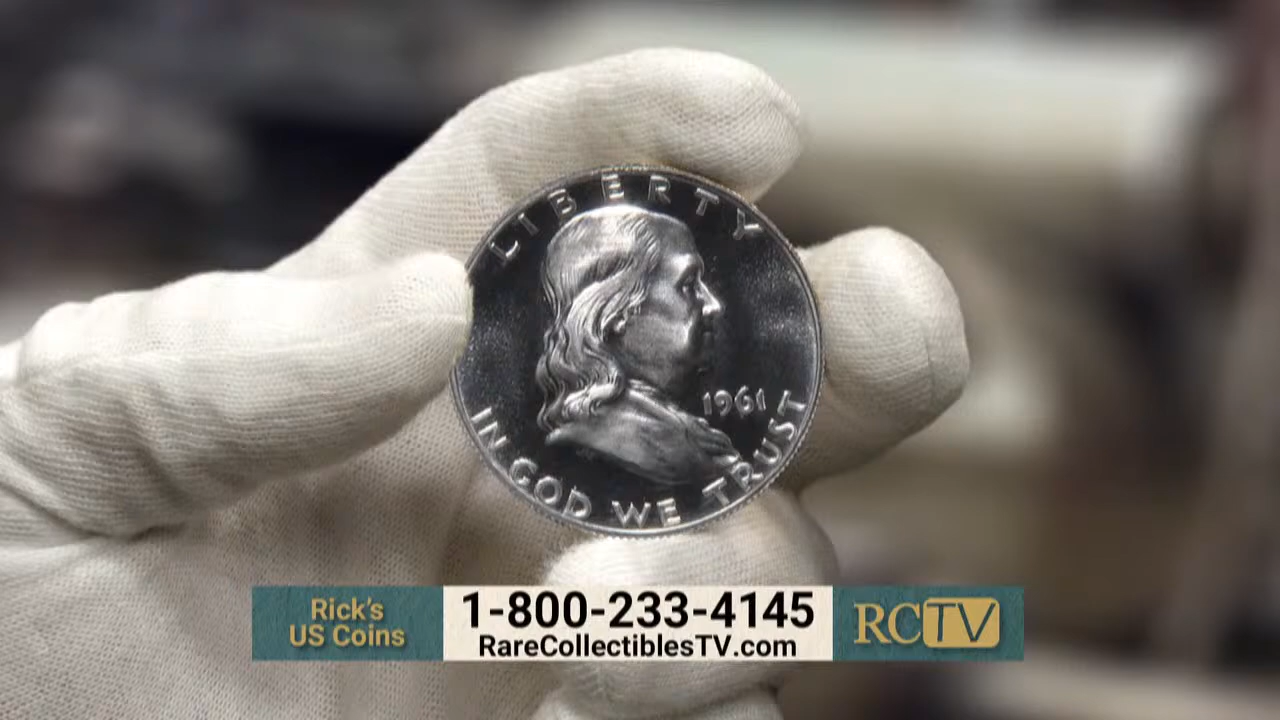 LIBERTY
1961
IN GOD WE TRUST
Rick's
US Coins
1-800-233-4145
RareCollectiblesTV.com
RCTV